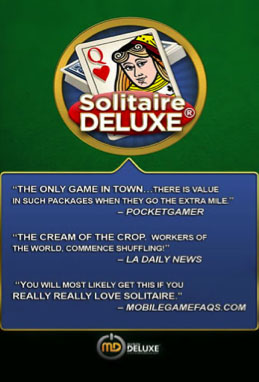 Q
Solitaire
DELUXE®
“THE ONLY GAME IN TOWN...THERE IS VALUE
IN SUCH PACKAGES WHEN THEY GO THE EXTRA MILE.”
– POCKETGAMER
“THE CREAM OF THE CROP. WORKERS OF
THE WORLD, COMMENCE SHUFFLING!”
– LA DAILY NEWS
“YOU WILL MOST LIKELY GET THIS IF YOU
REALLY REALLY LOVE SOLITAIRE.”
– MOBILEGAMEFAQS.COM
MD
DELUXE